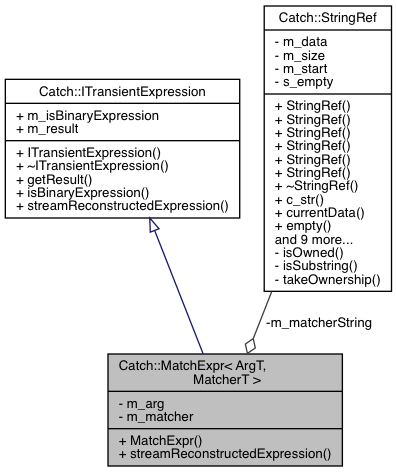 Catch::StringRef
- m_data
- m_size
- m_start
- s_empty
+ StringRef()
+ StringRef()
+ StringRef()
+ StringRef()
+ StringRef()
+ StringRef()
+ ~StringRef()
+ c_str()
+ currentData()
+ empty()
and 9 more...
- isOwned()
- isSubstring()
- takeOwnership()
Catch::ITransientExpression
+ m_isBinaryExpression
+ m_result
+ ITransientExpression()
+ ~ITransientExpression()
+ getResult()
+ isBinaryExpression()
+ streamReconstructedExpression()
-m_matcherString
Catch::MatchExpr< ArgT,
MatcherT >
- m_arg
- m_matcher
+ MatchExpr()
+ streamReconstructedExpression()